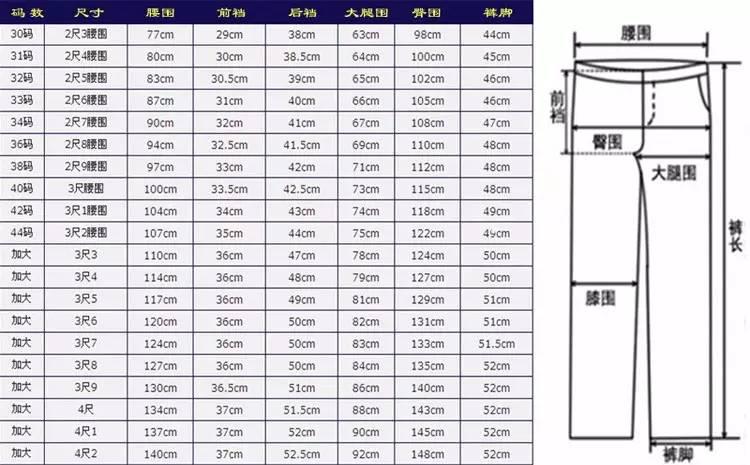 码 数 尺寸 腰围 前裆 后裆 大腿围 臀围 裤脚
30码 2尺3腰围 77cm 29cm 38cm 63cm 98cm 44cm
31码 2尺4腰围 80cm 30cm 38.5cm 64cm 100cm 45cm
32码 2尺5腰围 83cm 30.5cm 39cm 65cm 102cm 46cm
33码 2尺6腰围 87cm 31cm 40cm 66cm 105cm 46cm
34码 2尺7腰围 90cm 32cm 41cm 67cm 108cm 47cm
36码 2尺8腰围 94cm 32.5cm 41.5cm 69cm 110cm 48cm
38码 2尺9腰围 97cm 33cm 42cm 71cm 112cm 48cm
40码 3尺腰围 100cm 33.5cm 42.5cm 73cm 115cm 48cm
42码 3尺1腰围 104cm 34cm 43cm 74cm 118cm 49cm
44码 3尺2腰围 107cm 35cm 44cm 75cm 122cm 49cm
加大 3尺3 110cm 36cm 47cm 78cm 124cm 50cm
加大 3尺4 114cm 36cm 48cm 79cm 127cm 50cm
加大 3尺5 117cm 36cm 49cm 81cm 129cm 51cm
加大 3尺6 120cm 36cm 50cm 82cm 131cm 51cm
加大 3尺7 124cm 36cm 50cm 83cm 133cm 51.5cm
加大 3尺8 127cm 36cm 50cm 84cm 135cm 52cm
加大 3尺9 130cm 36.5cm 51cm 86cm 140cm 52cm
加大 4尺 134cm 37cm 51.5cm 88cm 143cm 52cm
加大 4尺1 137cm 37cm 52cm 90cm 145cm 52cm
加大 4尺2 140cm 37cm 52.5cm 92cm 148cm 52cm
腰围
前裆
臀围
大腿围
裤长
膝围
裤脚